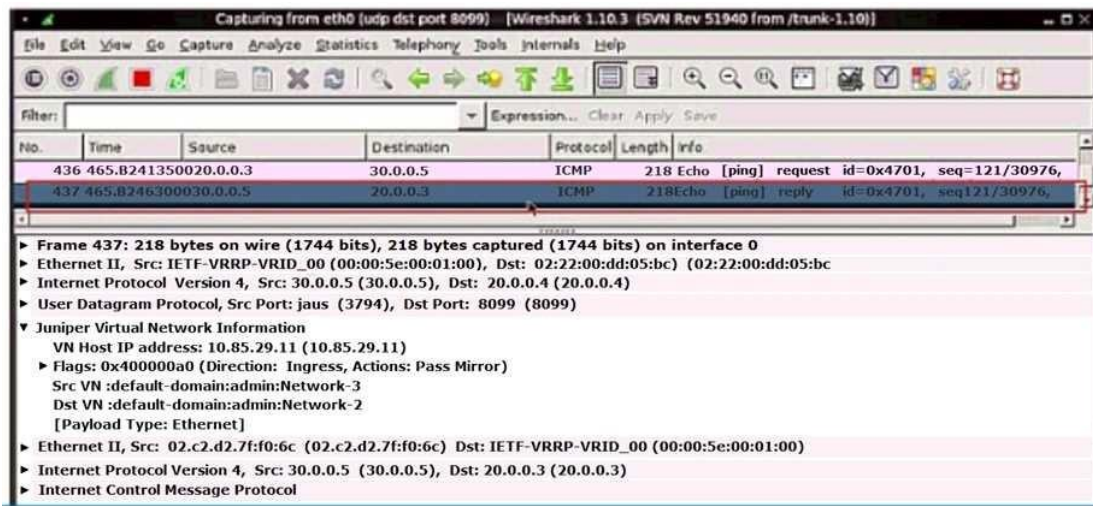 Capturing from eth0 (udp dst port 8099) [Wireshark 1.10.3 (SVN Rev 51940 from /trunk-1.10)]
File Edit View Go Capture Analyze Statistics Telephony Tools Internals Help
Filter: Expression... Clear Apply Save
No. Time Source Destination Protocol Length Info
436 465.B241350020.0.0.3 30.0.0.5 ICMP 218 Echo [ping] request id=0x4701, seq=121/30976,
437 465.B246300030.0.0.5 20.0.0.3 ICMP 218Echo [ping] reply id=0x4701, seq121/30976,
Frame 437: 218 bytes on wire (1744 bits), 218 bytes captured (1744 bits) on interface 0
Ethernet II, Src: IETF-VRRP-VRID_00 (00:00:5e:00:01:00), Dst: 02:22:00:dd:05:bc) (02:22:00:dd:05:bc
Internet Protocol Version 4, Src: 30.0.0.5 (30.0.0.5), Dst: 20.0.0.4 (20.0.0.4)
User Datagram Protocol, Src Port: jaus (3794), Dst Port: 8099 (8099)
Juniper Virtual Network Information
VN Host IP address: 10.85.29.11 (10.85.29.11)
Flags: 0x400000a0 (Direction: Ingress, Actions: Pass Mirror)
Src VN :default-domain:admin:Network-3
Dst VN :default-domain:admin:Network-2
[Payload Type: Ethernet]
Ethernet II, Src: 02.c2.d2.7f:f0:6c (02.c2.d2.7f:f0:6c) Dst: IETF-VRRP-VRID_00 (00:00:5e:00:01:00)
Internet Protocol Version 4, Src: 30.0.0.5 (30.0.0.5), Dst: 20.0.0.3 (20.0.0.3)
Internet Control Message Protocol